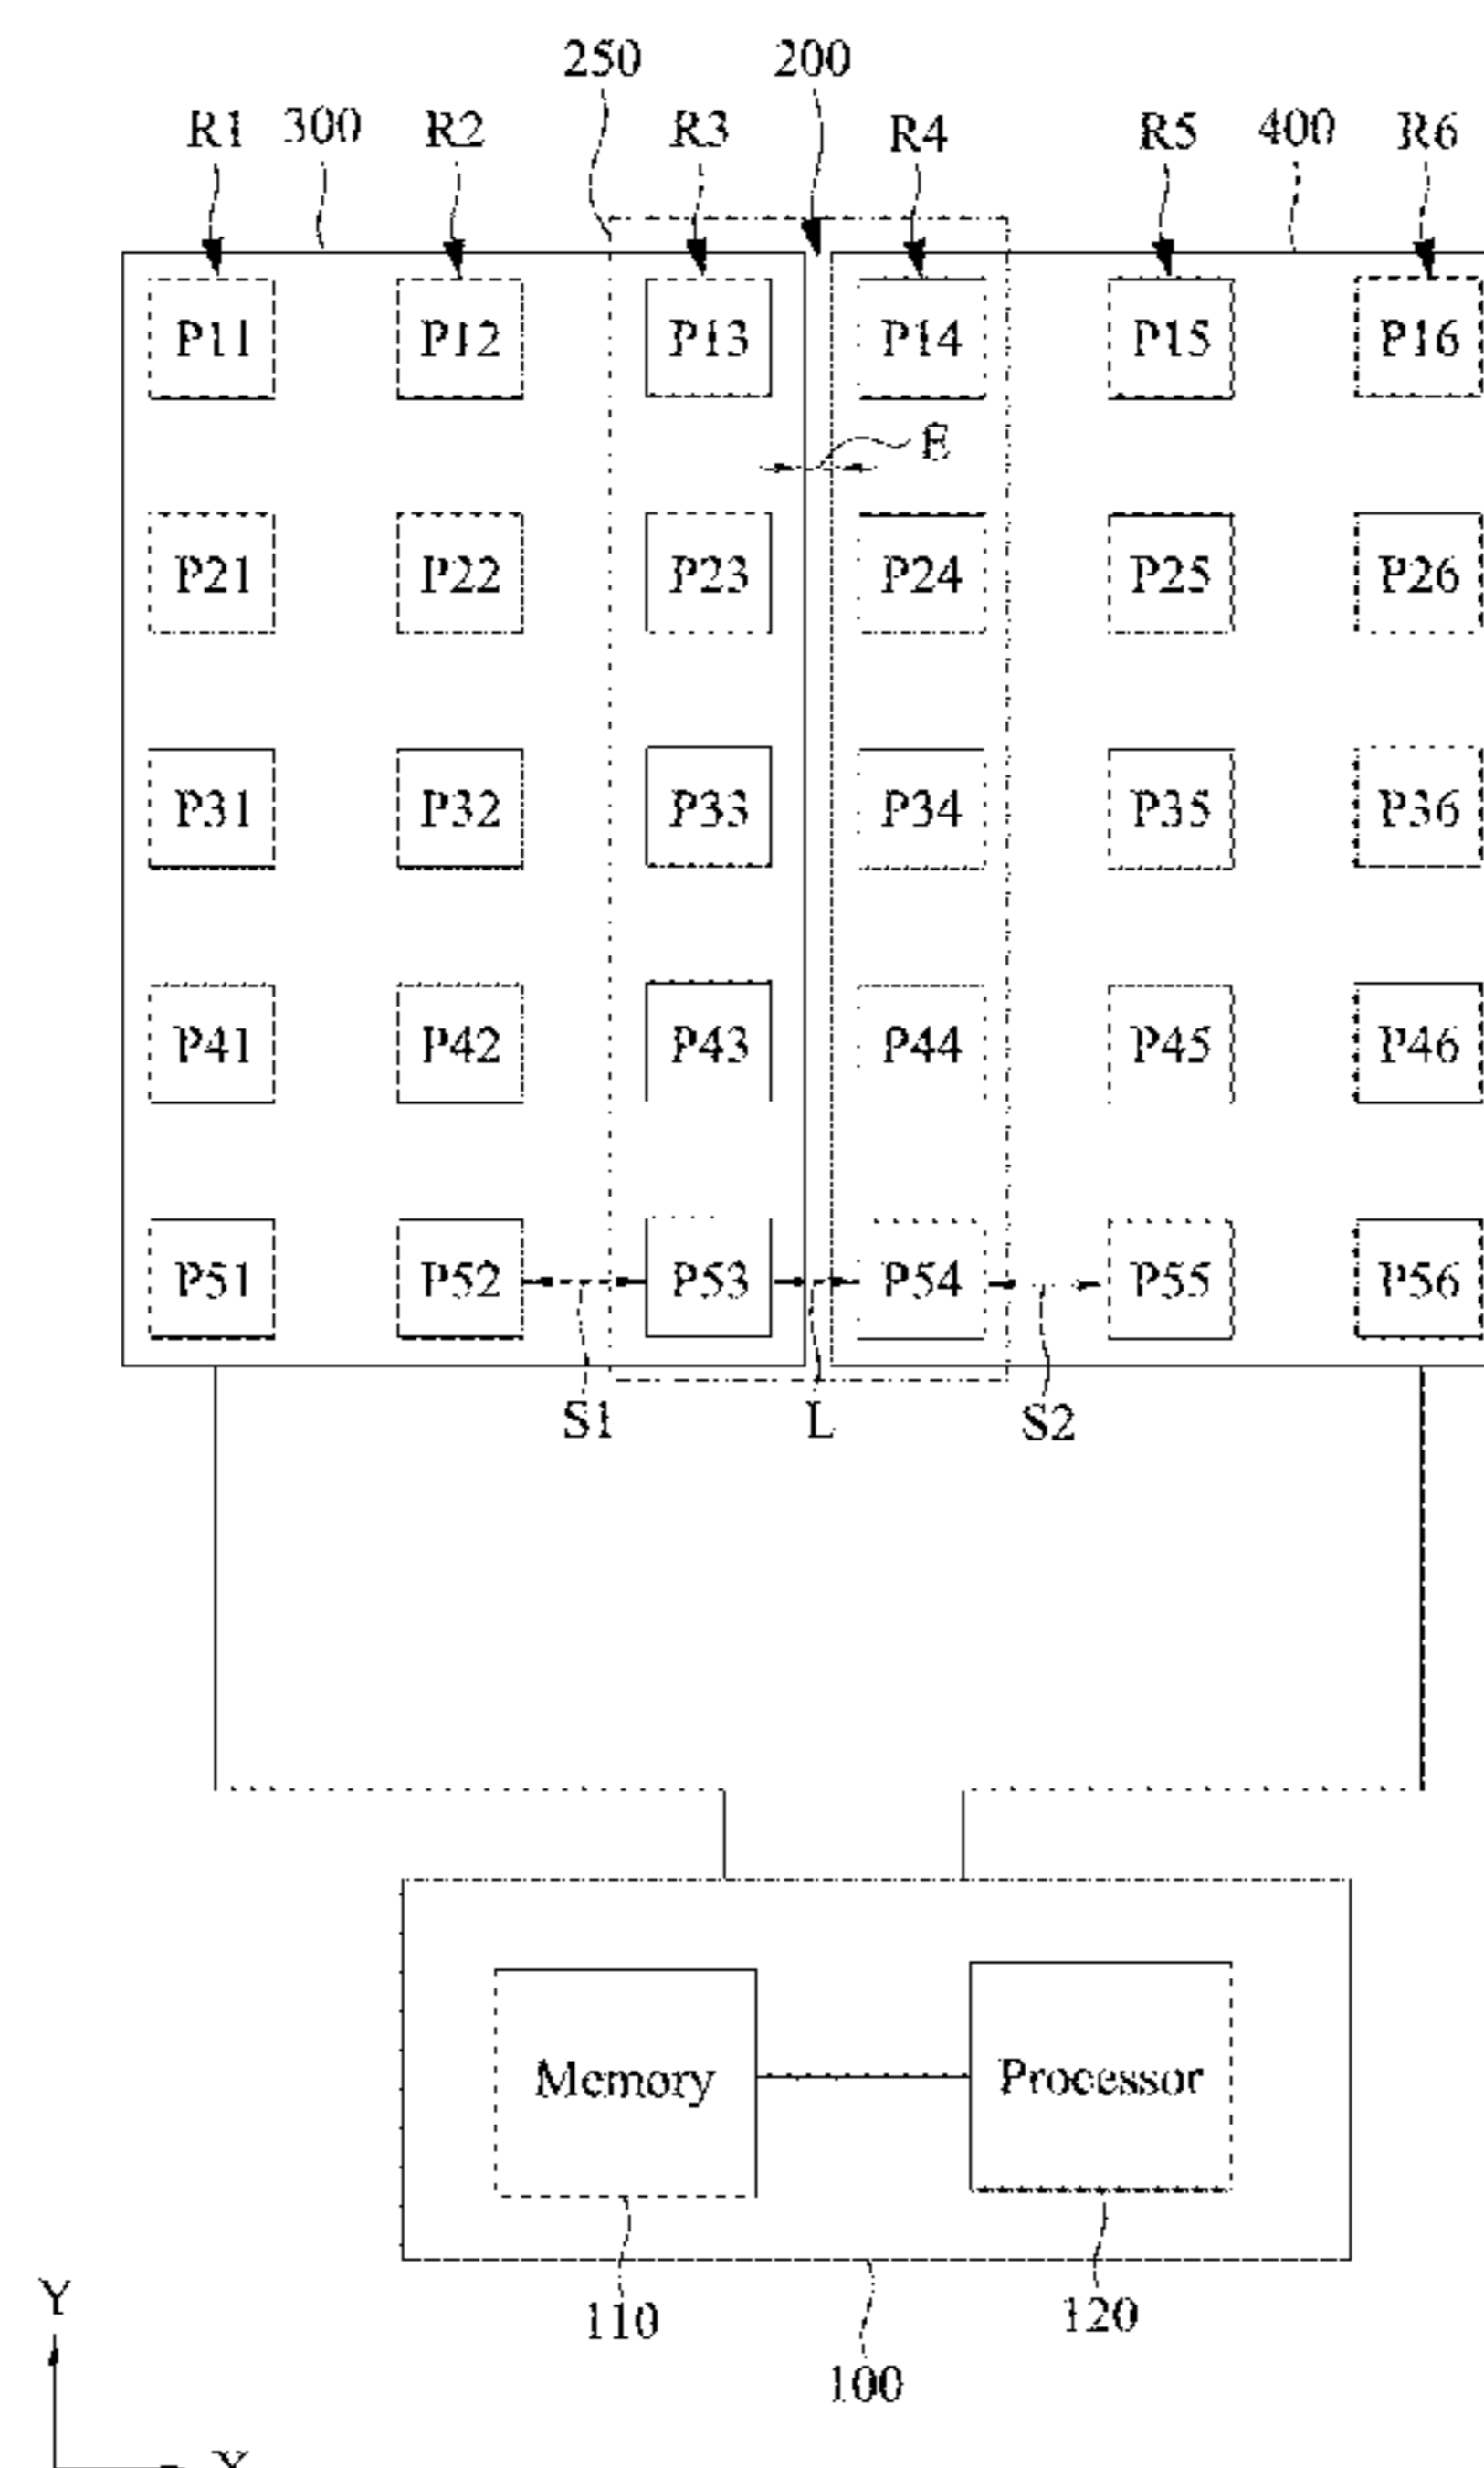 250 200
R1 300 R2 R3 R4 R5 400 R6
P11 P12 P13 P14 P15 P16
E
P21 P22 P23 P24 P25 P26
P31 P32 P33 P34 P35 P36
P41 P42 P43 P44 P45 P46
P51 P52 P53 P54 P55 P56
S1 L S2
Memory Processor
110 120
100
Y
X